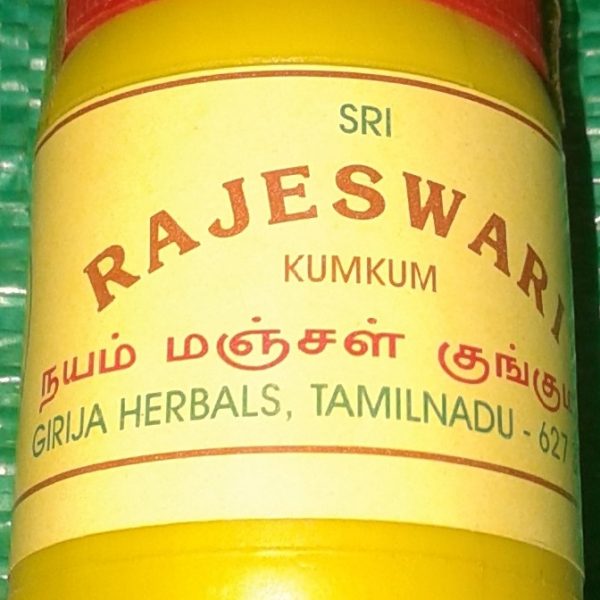 SRI
RAJESWARI
KUMKUM
நயம் மஞ்சள்
GIRIJA HERBALS, TAMILNADU - 627